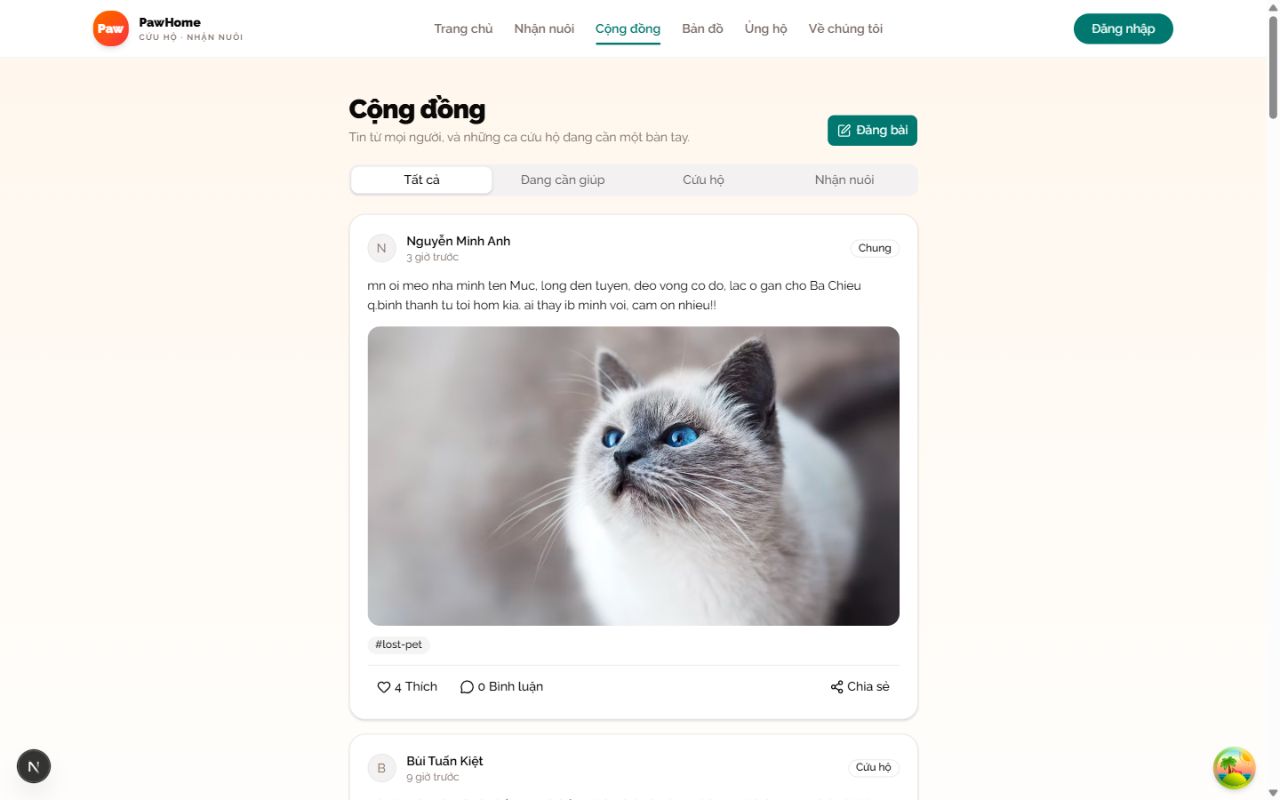 Paw
PawHome
CỨU HỘ · NHẬN NUÔI
Trang chủ
Nhận nuôi
Cộng đồng
Bản đồ
Ủng hộ
Về chúng tôi
Đăng nhập
Cộng đồng
Tin từ mọi người, và những ca cứu hộ đang cần một bàn tay.
Đăng bài
Tất cả
Đang cần giúp
Cứu hộ
Nhận nuôi
N
Nguyễn Minh Anh
3 giờ trước
Chung
mn oi meo nha minh ten Muc, long den tuyen, deo vong co do, lac o gan cho Ba Chieu
q.binh thanh tu toi hom kia. ai thay ib minh voi, cam on nhieu!!
#lost-pet
4 Thích
0 Bình luận
Chia sẻ
B
Bùi Tuấn Kiệt
9 giờ trước
Cứu hộ
N